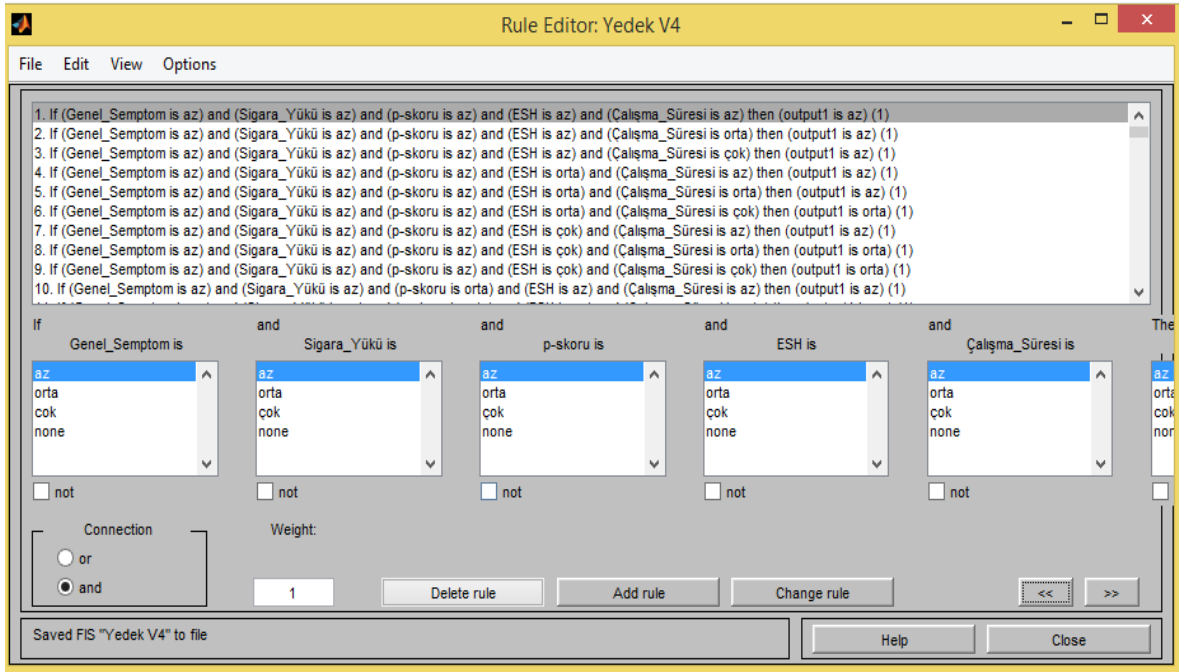 Rule Editor: Yedek V4
File Edit View Options
1. If (Genel_Semptom is az) and (Sigara_Yükü is az) and (p-skoru is az) and (ESH is az) and (Çalışma_Süresi is az) then (output1 is az) (1)
2. If (Genel_Semptom is az) and (Sigara_Yükü is az) and (p-skoru is az) and (ESH is az) and (Çalışma_Süresi is orta) then (output1 is az) (1)
3. If (Genel_Semptom is az) and (Sigara_Yükü is az) and (p-skoru is az) and (ESH is az) and (Çalışma_Süresi is çok) then (output1 is az) (1)
4. If (Genel_Semptom is az) and (Sigara_Yükü is az) and (p-skoru is az) and (ESH is orta) and (Çalışma_Süresi is az) then (output1 is az) (1)
5. If (Genel_Semptom is az) and (Sigara_Yükü is az) and (p-skoru is az) and (ESH is orta) and (Çalışma_Süresi is orta) then (output1 is az) (1)
6. If (Genel_Semptom is az) and (Sigara_Yükü is az) and (p-skoru is az) and (ESH is orta) and (Çalışma_Süresi is çok) then (output1 is orta) (1)
7. If (Genel_Semptom is az) and (Sigara_Yükü is az) and (p-skoru is az) and (ESH is çok) and (Çalışma_Süresi is az) then (output1 is az) (1)
8. If (Genel_Semptom is az) and (Sigara_Yükü is az) and (p-skoru is az) and (ESH is çok) and (Çalışma_Süresi is orta) then (output1 is orta) (1)
9. If (Genel_Semptom is az) and (Sigara_Yükü is az) and (p-skoru is az) and (ESH is çok) and (Çalışma_Süresi is çok) then (output1 is orta) (1)
10. If (Genel_Semptom is az) and (Sigara_Yükü is az) and (p-skoru is orta) and (ESH is az) and (Çalışma_Süresi is az) then (output1 is az) (1)
If and and and and The
Genel_Semptom is Sigara_Yükü is p-skoru is ESH is Çalışma_Süresi is
az az az az az az
orta orta orta orta orta orta
cok çok çok çok çok cok
none none none none none nor
not not not not not
Connection Weight:
or
and 1 Delete rule Add rule Change rule << >>
Saved FIS "Yedek V4" to file Help Close